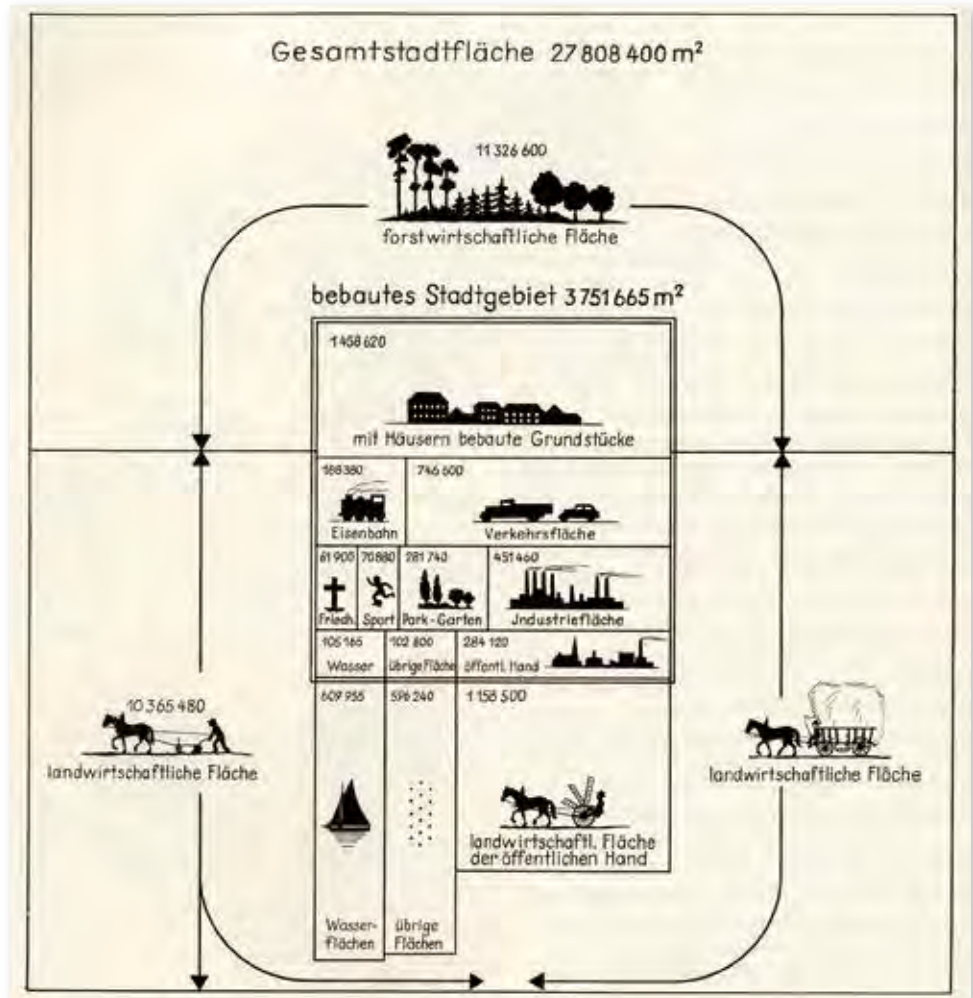 Gesamtstadtfläche 27 808 400 m²
11 326 600
forstwirtschaftliche Fläche
bebautes Stadtgebiet 3 751 665 m²
1 458 620
mit Häusern bebaute Grundstücke
188 380
Eisenbahn
746 600
Verkehrsfläche
61 900
Friedh.
70 880
Sport
281 740
Park-Garten
451 460
Jndustriefläche
105 165
Wasser
102 800
übrige Fläche
284 120
öffentl. Hand
10 365 480
landwirtschaftliche Fläche
609 955
Wasser-
flächen
596 240
übrige
Flächen
1 158 500
landwirtschaftl. Fläche
der öffentlichen Hand
landwirtschaftliche Fläche